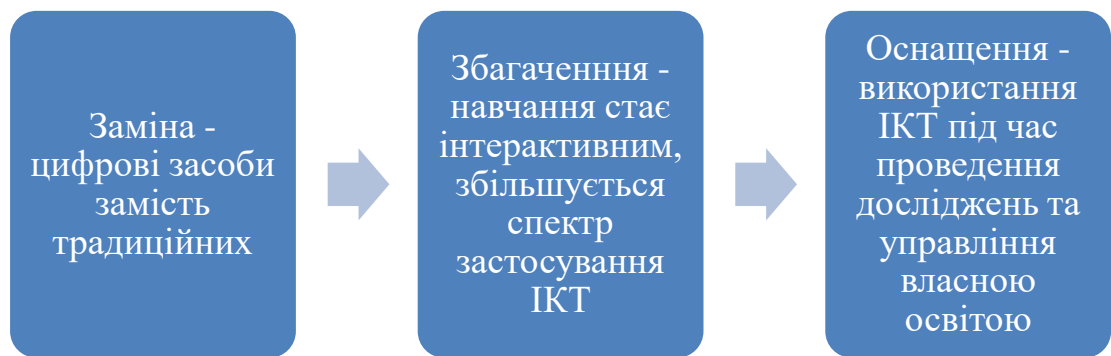 Заміна -
цифрові засоби
замість
традиційних
Збагаченння -
навчання стає
інтерактивним,
збільшується
спектр
застосування
ІКТ
Оснащення -
використання
ІКТ під час
проведення
досліджень та
управління
власною
освітою